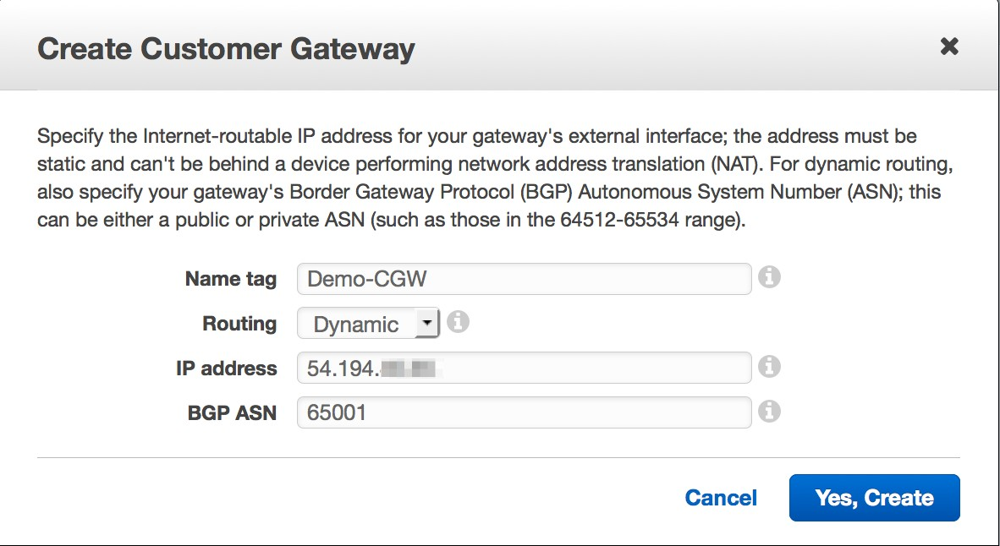 Create Customer Gateway
Specify the Internet-routable IP address for your gateway's external interface; the address must be
static and can't be behind a device performing network address translation (NAT). For dynamic routing,
also specify your gateway's Border Gateway Protocol (BGP) Autonomous System Number (ASN); this
can be either a public or private ASN (such as those in the 64512-65534 range).
Name tag Demo-CGW
Routing Dynamic
IP address 54.194.
BGP ASN 65001
Cancel Yes, Create